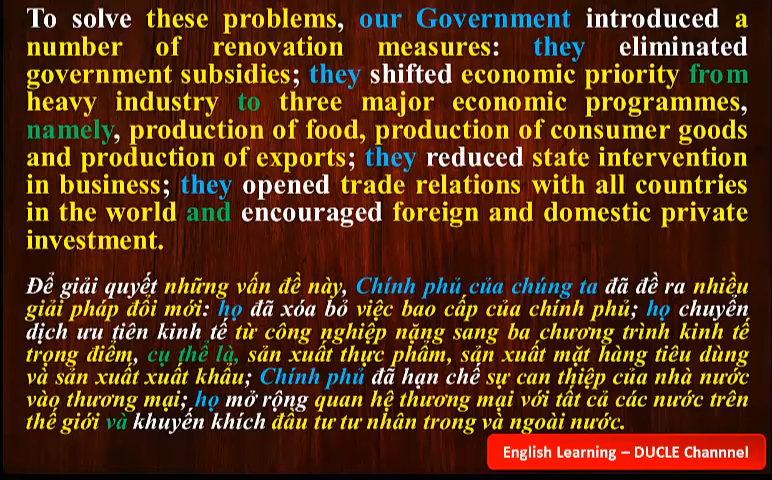 To solve these problems, our Government introduced a
number of renovation measures: they eliminated
government subsidies; they shifted economic priority from
heavy industry to three major economic programmes,
namely, production of food, production of consumer goods
and production of exports; they reduced state intervention
in business; they opened trade relations with all countries
in the world and encouraged foreign and domestic private
investment.
Để giải quyết những vấn đề này, Chính phủ của chúng ta đã đề ra nhiều
giải pháp đổi mới: họ đã xóa bỏ việc bao cấp của chính phủ; họ chuyển
dịch ưu tiên kinh tế từ công nghiệp nặng sang ba chương trình kinh tế
trọng điểm, cụ thể là, sản xuất thực phẩm, sản xuất mặt hàng tiêu dùng
và sản xuất xuất khẩu; Chính phủ đã hạn chế sự can thiệp của nhà nước
vào thương mại; họ mở rộng quan hệ thương mại với tất cả các nước trên
thế giới và khuyến khích đầu tư tư nhân trong và ngoài nước.
English Learning – DUCLE Channnel